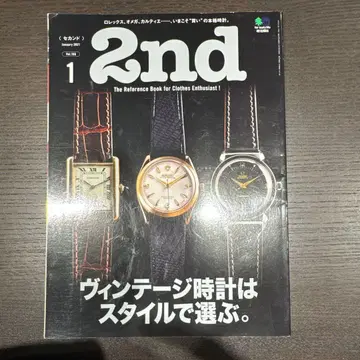 ロレックス、オメガ、カルティエ——、いまこそ"買い"の本格時計。
〈セカンド〉
January 2021
1
2nd
The Reference Book for Clothes Enthusiast !
ヴィンテージ時計は
スタイルで選ぶ。